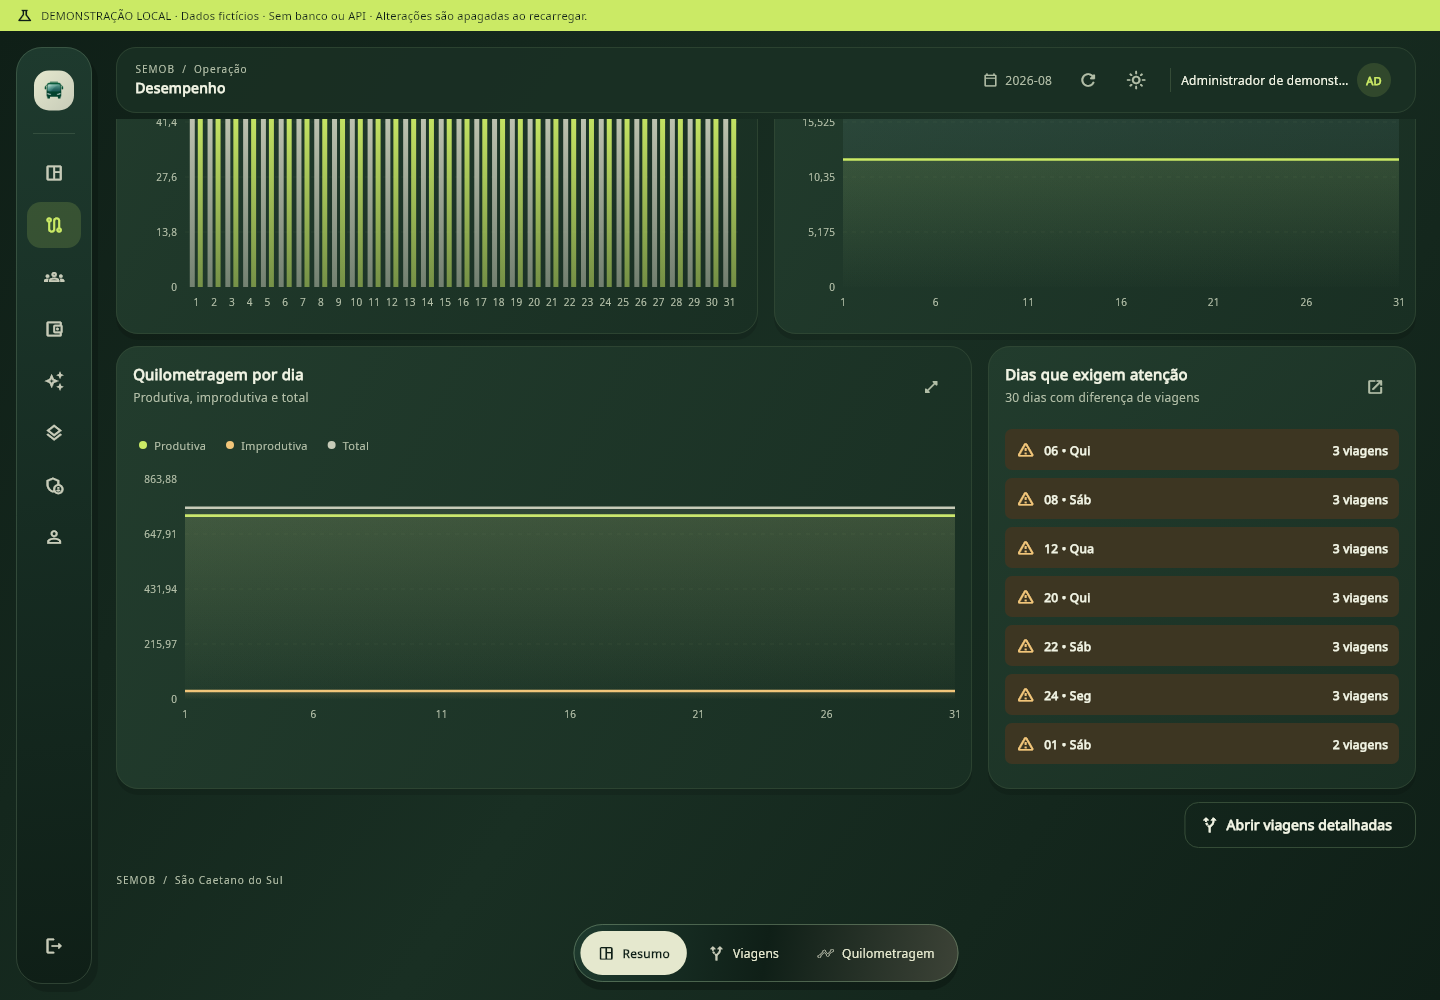 DEMONSTRAÇÃO LOCAL · Dados fictícios · Sem banco ou API · Alterações são apagadas ao recarregar.
SEMOB / Operação
Desempenho
2026-08
Administrador de demonst...
AD
41,4
27,6
13,8
0
1 2 3 4 5 6 7 8 9 10 11 12 13 14 15 16 17 18 19 20 21 22 23 24 25 26 27 28 29 30 31
15,525
10,35
5,175
0
1 6 11 16 21 26 31
Quilometragem por dia
Produtiva, improdutiva e total
Produtiva Improdutiva Total
863,88
647,91
431,94
215,97
0
1 6 11 16 21 26 31
Dias que exigem atenção
30 dias com diferença de viagens
06 • Qui 3 viagens
08 • Sáb 3 viagens
12 • Qua 3 viagens
20 • Qui 3 viagens
22 • Sáb 3 viagens
24 • Seg 3 viagens
01 • Sáb 2 viagens
Abrir viagens detalhadas
SEMOB / São Caetano do Sul
Resumo Viagens Quilometragem